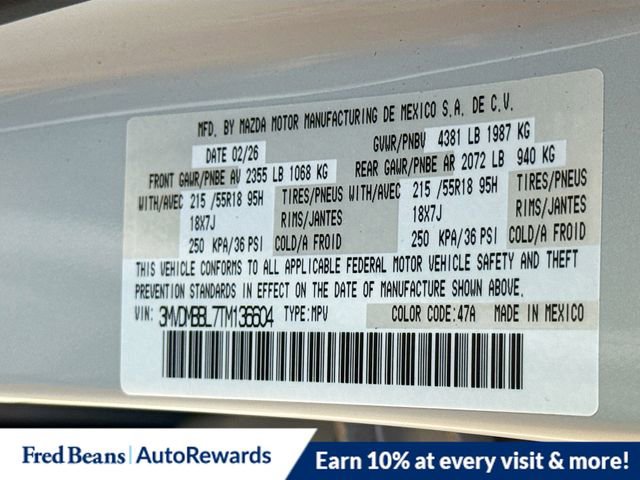 MFD. BY MAZDA MOTOR MANUFACTURING DE MEXICO S.A. DE C.V.
DATE 02/26 GVWR/PNBV 4381 LB 1987 KG
FRONT GAWR/PNBE AV 2355 LB 1068 KG REAR GAWR/PNBE AR 2072 LB 940 KG
WITH/AVEC 215 /55R18 95H TIRES/PNEUS WITH/AVEC 215 /55R18 95H TIRES/PNEUS
18X7J RIMS/JANTES 18X7J RIMS/JANTES
250 KPA/36 PSI COLD/A FROID 250 KPA/36 PSI COLD/A FROID
THIS VEHICLE CONFORMS TO ALL APPLICABLE FEDERAL MOTOR VEHICLE SAFETY AND THEFT
PREVENTION STANDARDS IN EFFECT ON THE DATE OF MANUFACTURE SHOWN ABOVE.
VIN: 3MVDMBBL7TM136604 TYPE:MPV COLOR CODE:47A MADE IN MEXICO
Fred Beans AutoRewards Earn 10% at every visit & more!